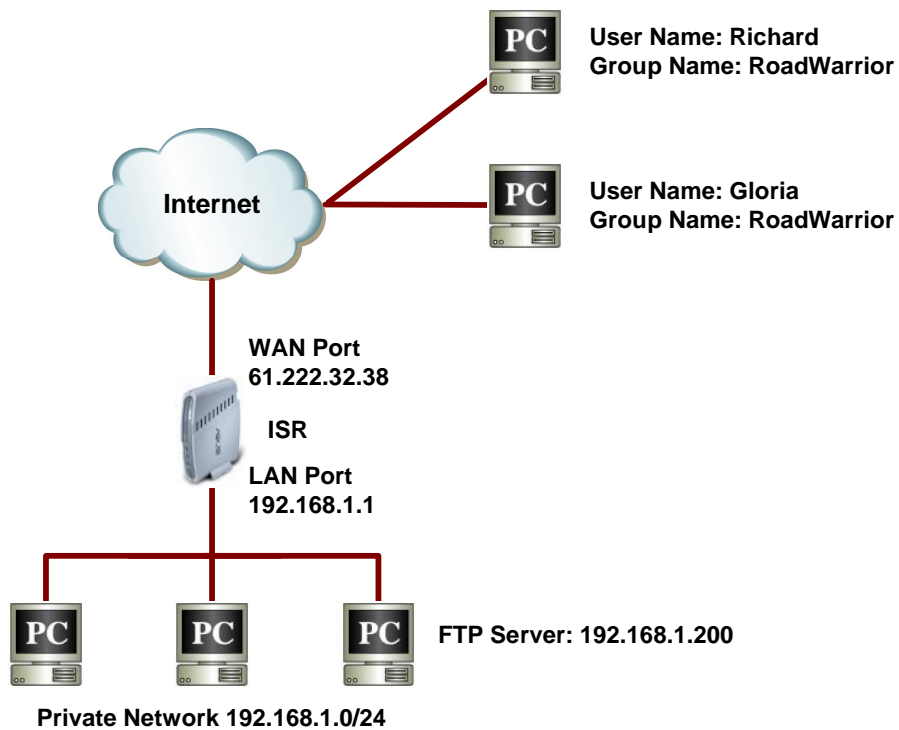 PC
User Name: Richard
Group Name: RoadWarrior
PC
User Name: Gloria
Group Name: RoadWarrior
Internet
WAN Port
61.222.32.38
ASUS
ISR
LAN Port
192.168.1.1
PC
PC
PC
FTP Server: 192.168.1.200
Private Network 192.168.1.0/24